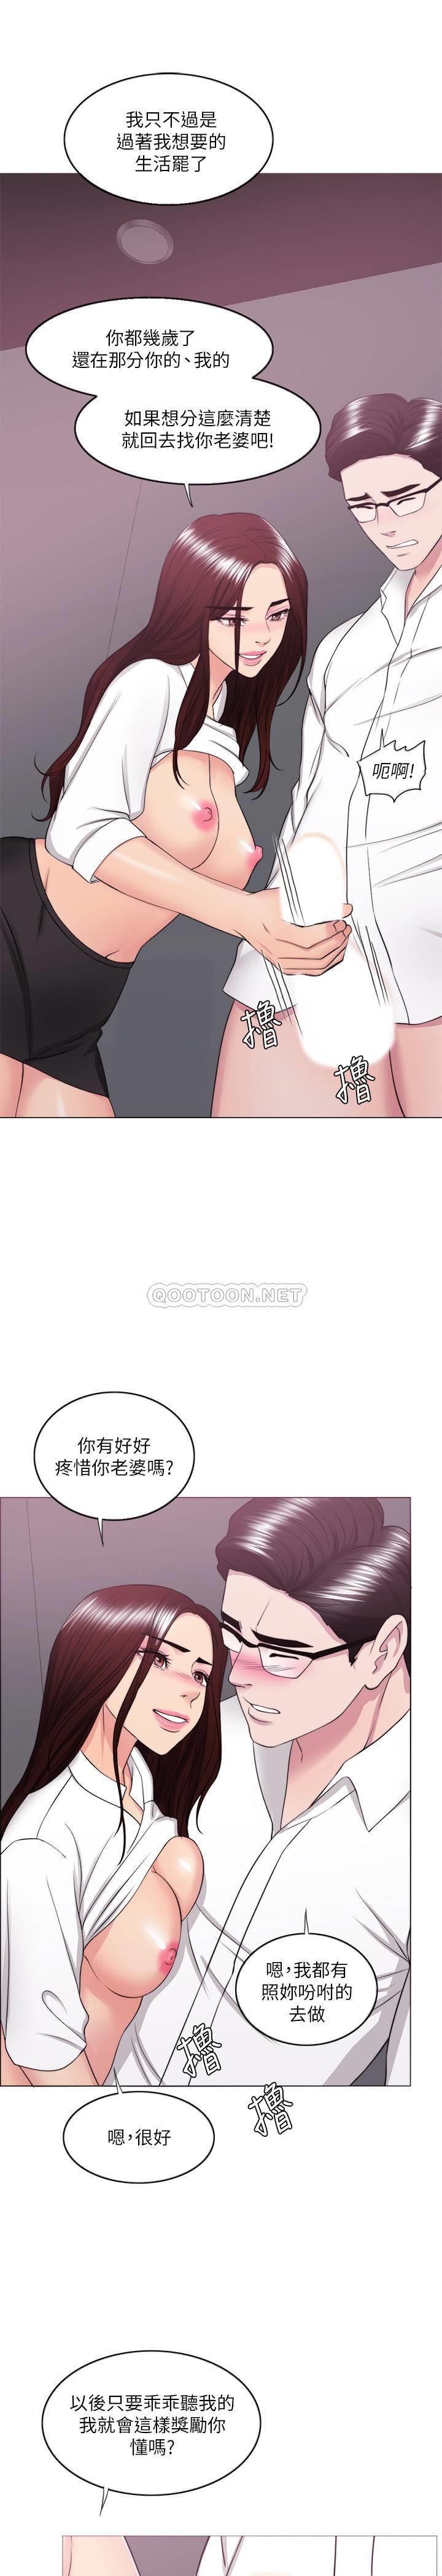 我只不過是
過著我想要的
生活罷了
你都幾歲了
還在那分你的、我的
如果想分這麼清楚
就回去找你老婆吧!
呃啊!
擼
擼
QOOTOON.NET
你有好好
疼惜你老婆嗎?
嗯,我都有
照妳吩咐的
去做
擼
擼
嗯,很好
以後只要乖乖聽我的
我就會這樣獎勵你
懂嗎?